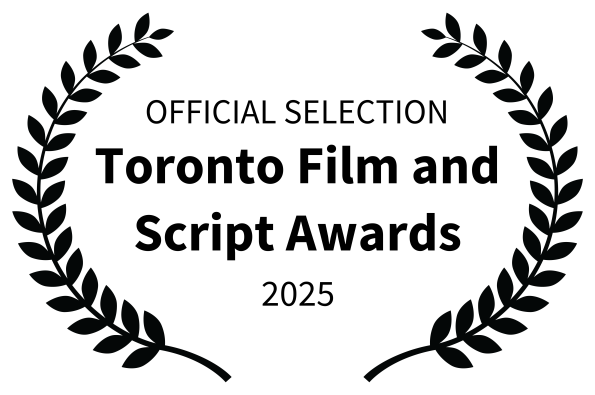 OFFICIAL SELECTION
Toronto Film and
Script Awards
2025